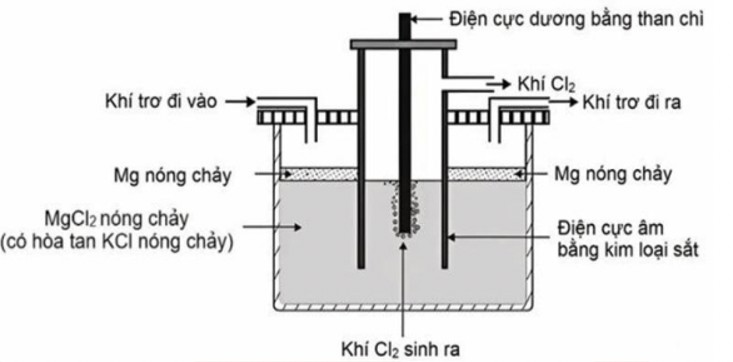 Điện cực dương bằng than chì
Khí Cl₂
Khí trơ đi vào
Khí trơ đi ra
Mg nóng chảy
Mg nóng chảy
MgCl₂ nóng chảy
(có hòa tan KCl nóng chảy)
Điện cực âm
bằng kim loại sắt
Khí Cl₂ sinh ra